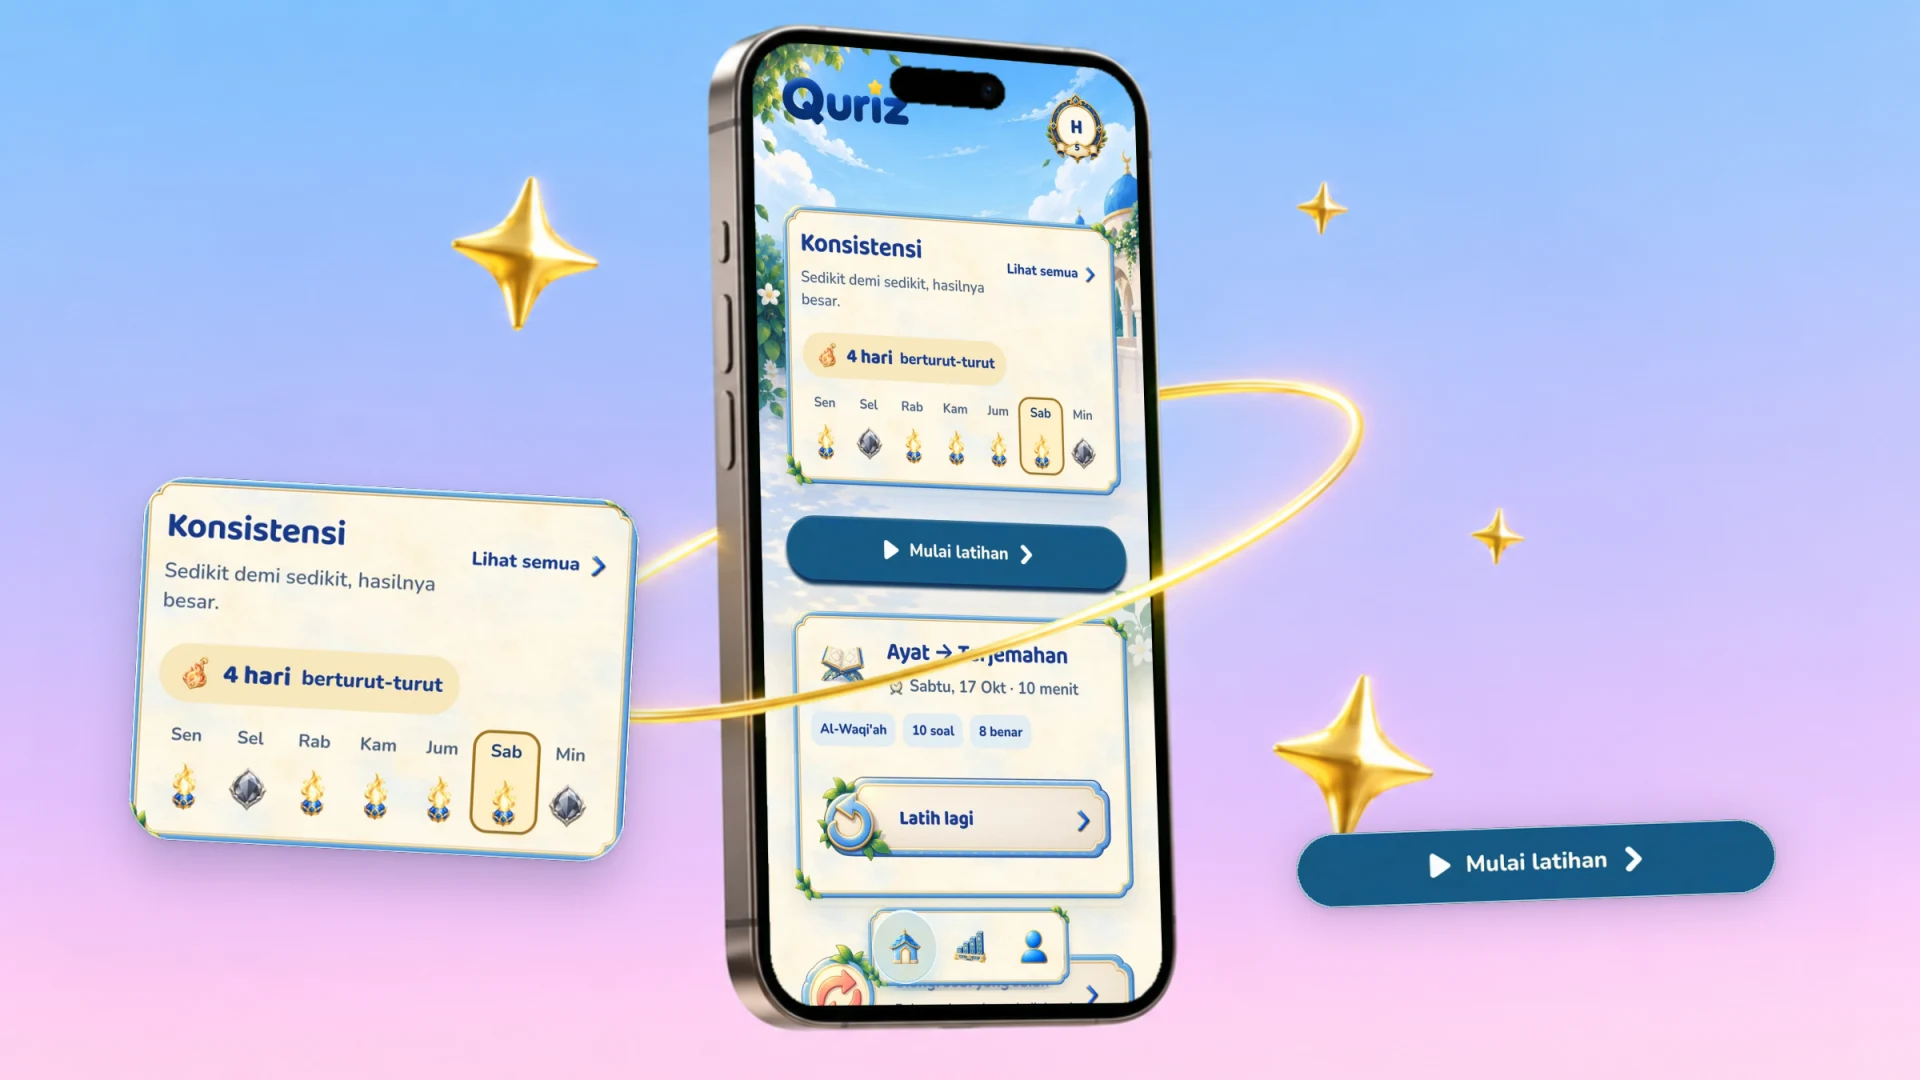 Quriz
H
5
Konsistensi
Lihat semua
Sedikit demi sedikit, hasilnya
besar.
4 hari berturut-turut
Sen Sel Rab Kam Jum Sab Min
Mulai latihan
Ayat → Terjemahan
Sabtu, 17 Okt · 10 menit
Al-Waqi'ah 10 soal 8 benar
Latih lagi
Konsistensi
Lihat semua
Sedikit demi sedikit, hasilnya
besar.
4 hari berturut-turut
Sen Sel Rab Kam Jum Sab Min
Mulai latihan